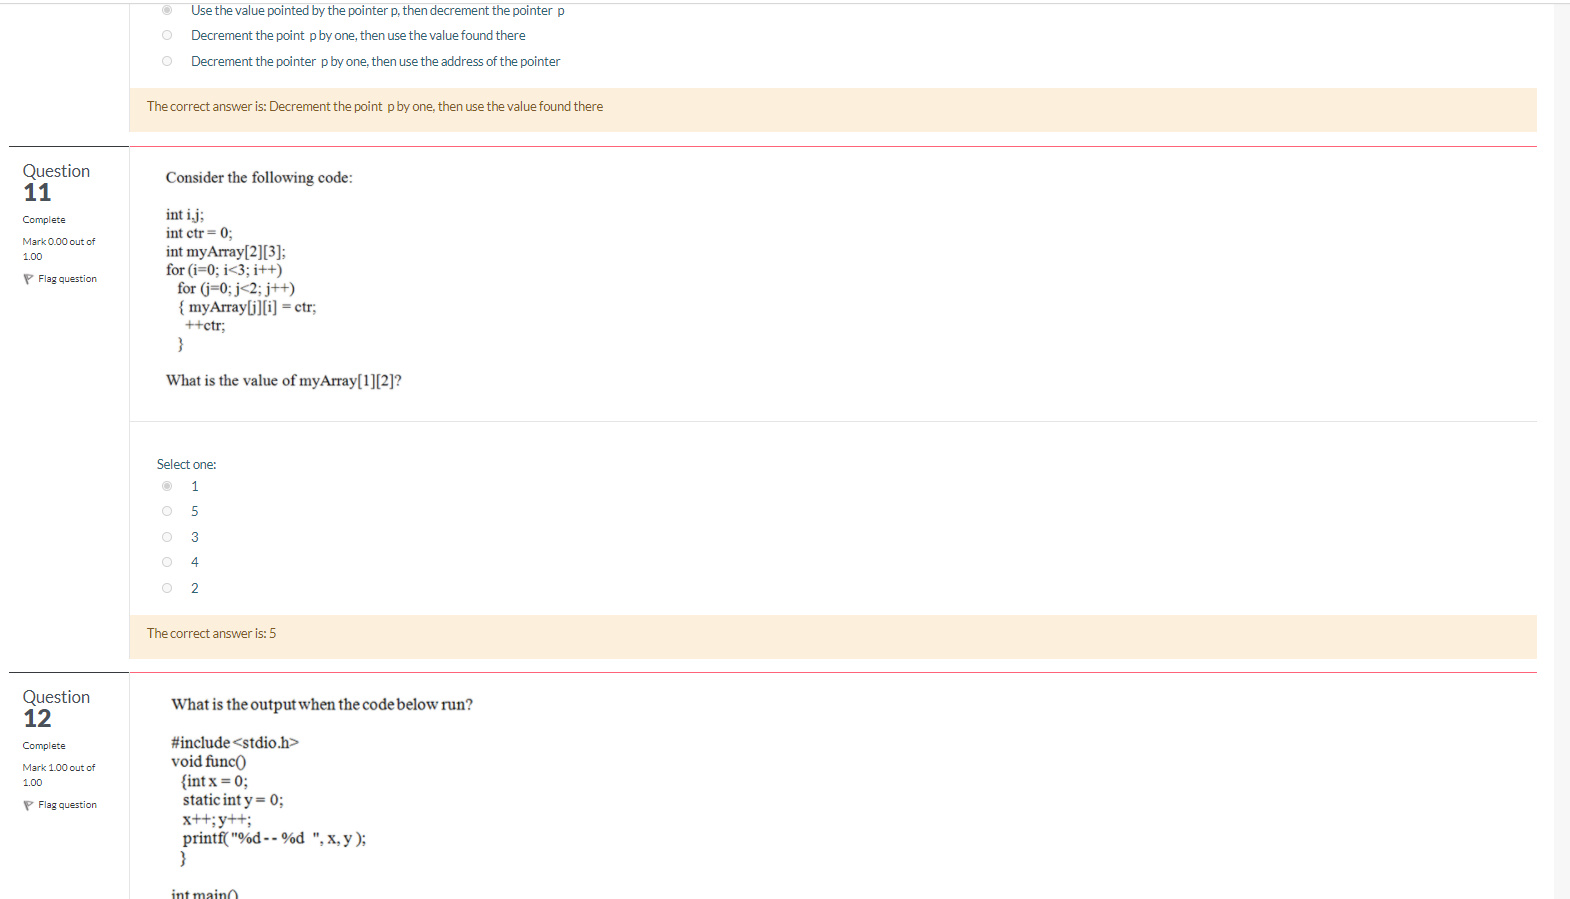 Use the value pointed by the pointer p, then decrement the pointer p
Decrement the point p by one, then use the value found there
Decrement the pointer p by one, then use the address of the pointer
The correct answer is: Decrement the point p by one, then use the value found there
Question
11
Complete
Mark 0.00 out of
1.00
Flag question
Consider the following code:
int i,j;
int ctr = 0;
int myArray[2][3];
for (i=0; i<3; i++)
for (j=0; j<2; j++)
{ myArray[j][i] = ctr;
++ctr;
}
What is the value of myArray[1][2]?
Select one:
1
5
3
4
2
The correct answer is: 5
Question
12
Complete
Mark 1.00 out of
1.00
Flag question
What is the output when the code below run?
#include <stdio.h>
void func()
{int x = 0;
static int y = 0;
x++; y++;
printf( "%d -- %d ", x, y );
}
int main()